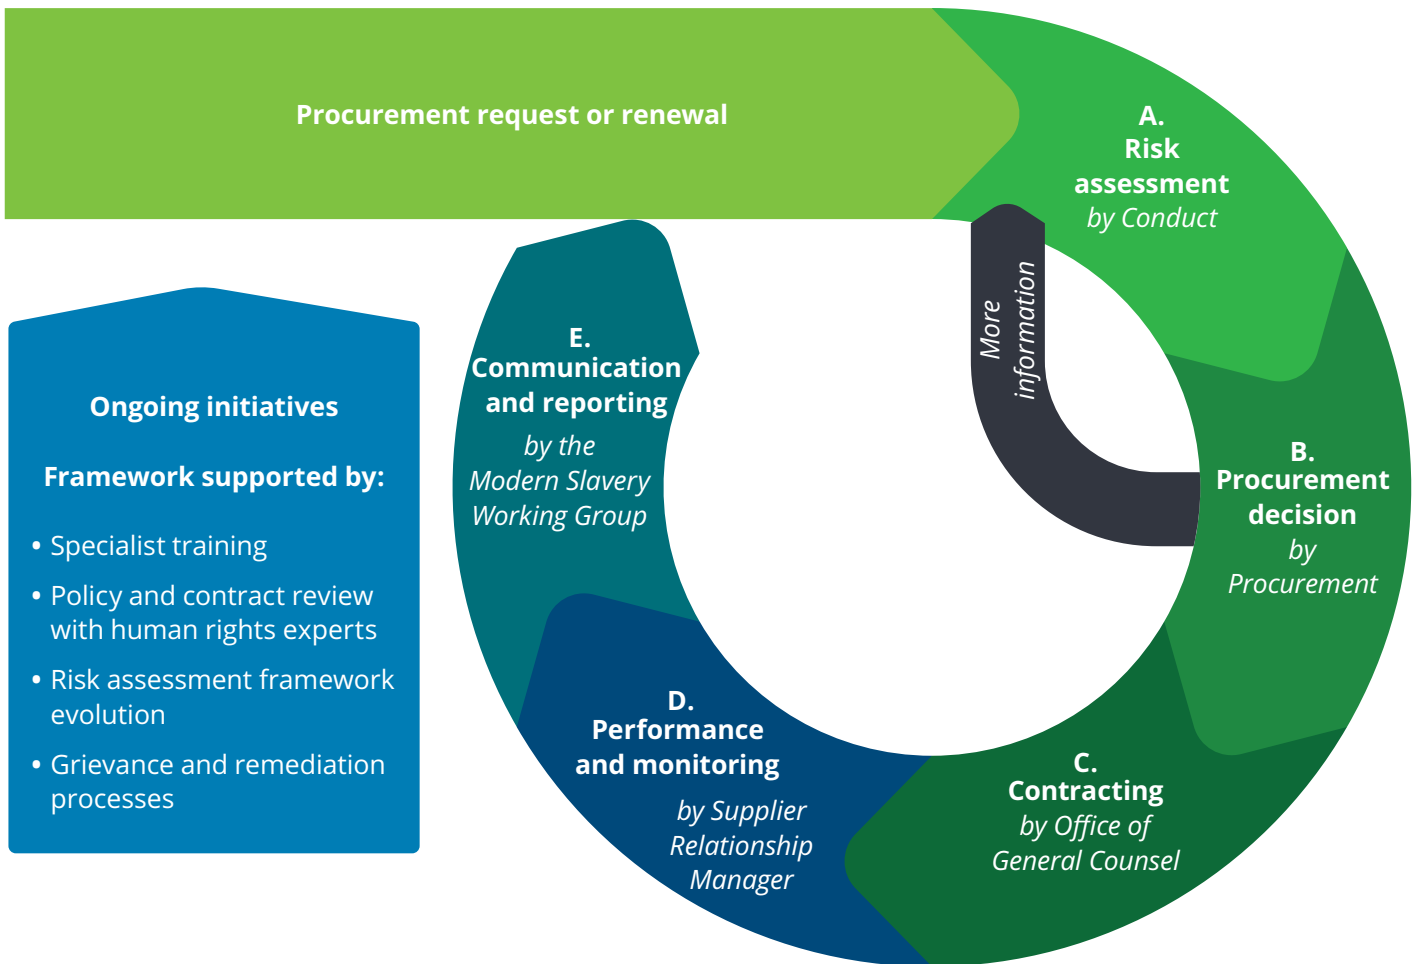 Procurement request or renewal
A.
Risk
assessment
by Conduct
More
information
B.
Procurement
decision
by
Procurement
C.
Contracting
by Office of
General Counsel
D.
Performance
and monitoring
by Supplier
Relationship
Manager
E.
Communication
and reporting
by the
Modern Slavery
Working Group
Ongoing initiatives
Framework supported by:
• Specialist training
• Policy and contract review
with human rights experts
• Risk assessment framework
evolution
• Grievance and remediation
processes